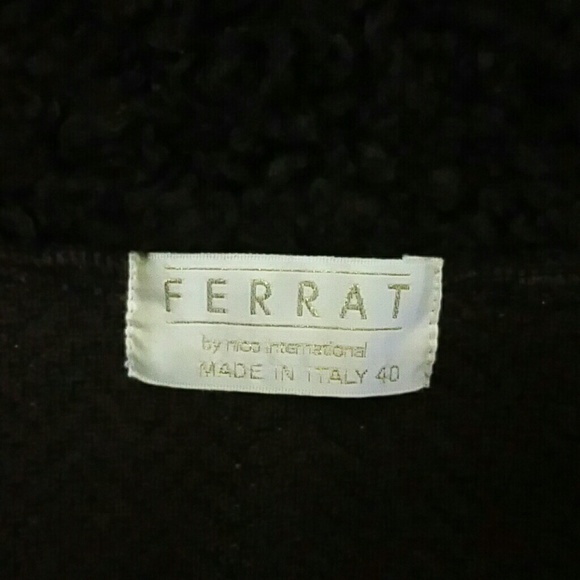 FERRAT
by nico international
MADE IN ITALY 40